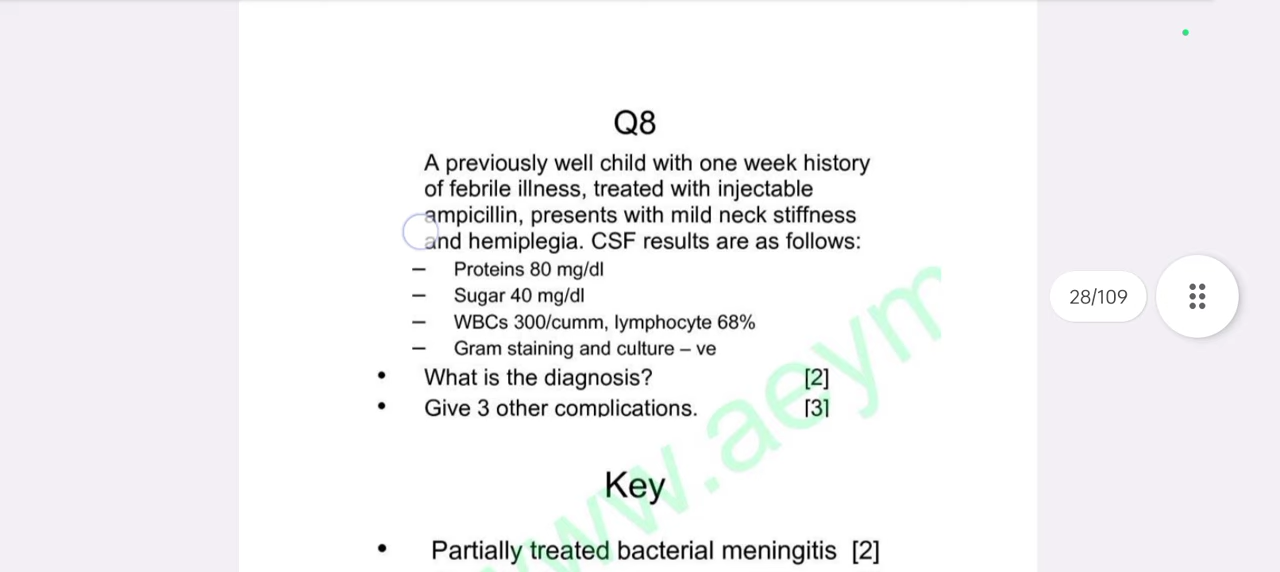 Q8
A previously well child with one week history
of febrile illness, treated with injectable
ampicillin, presents with mild neck stiffness
and hemiplegia. CSF results are as follows:
– Proteins 80 mg/dl
– Sugar 40 mg/dl
– WBCs 300/cumm, lymphocyte 68%
– Gram staining and culture – ve
• What is the diagnosis? [2]
• Give 3 other complications. [3]
28/109
Key
• Partially treated bacterial meningitis [2]
www.aeym